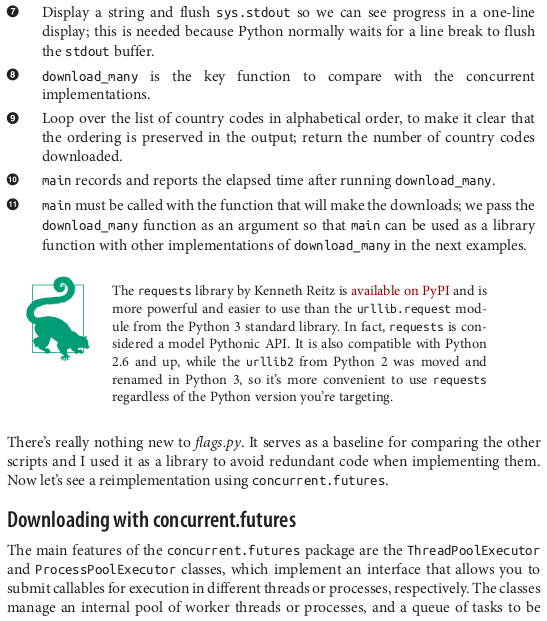 ❼ Display a string and flush sys.stdout so we can see progress in a one-line
display; this is needed because Python normally waits for a line break to flush
the stdout buffer.
❽ download_many is the key function to compare with the concurrent
implementations.
❾ Loop over the list of country codes in alphabetical order, to make it clear that
the ordering is preserved in the output; return the number of country codes
downloaded.
❿ main records and reports the elapsed time after running download_many.
⓫ main must be called with the function that will make the downloads; we pass the
download_many function as an argument so that main can be used as a library
function with other implementations of download_many in the next examples.
The requests library by Kenneth Reitz is available on PyPI and is
more powerful and easier to use than the urllib.request mod-
ule from the Python 3 standard library. In fact, requests is con-
sidered a model Pythonic API. It is also compatible with Python
2.6 and up, while the urllib2 from Python 2 was moved and
renamed in Python 3, so it's more convenient to use requests
regardless of the Python version you're targeting.
There's really nothing new to flags.py. It serves as a baseline for comparing the other
scripts and I used it as a library to avoid redundant code when implementing them.
Now let's see a reimplementation using concurrent.futures.
Downloading with concurrent.futures
The main features of the concurrent.futures package are the ThreadPoolExecutor
and ProcessPoolExecutor classes, which implement an interface that allows you to
submit callables for execution in different threads or processes, respectively. The classes
manage an internal pool of worker threads or processes, and a queue of tasks to be